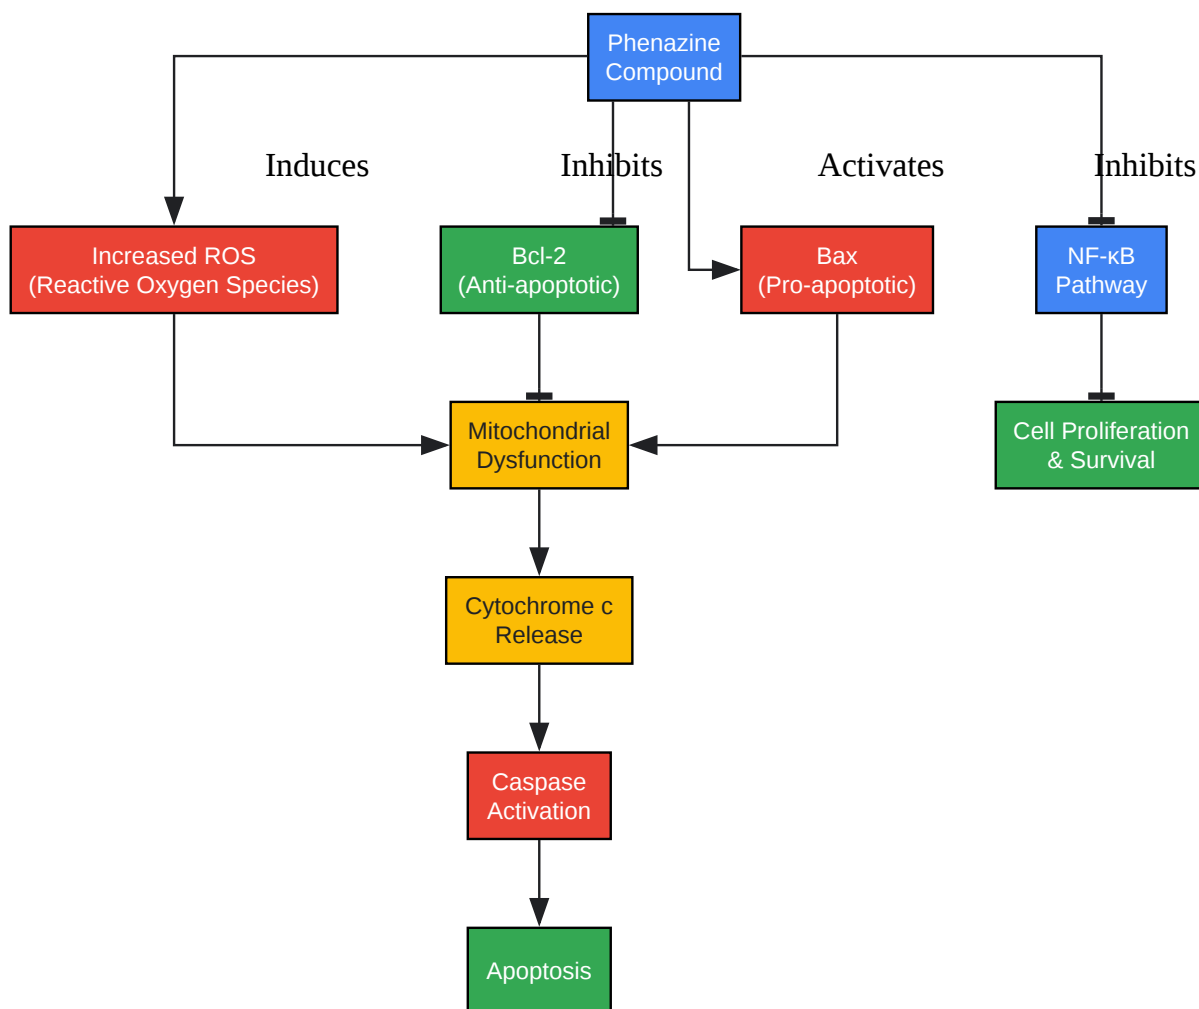 Phenazine
Compound
Induces
Inhibits
Activates
Inhibits
Increased ROS
(Reactive Oxygen Species)
Bcl-2
(Anti-apoptotic)
Bax
(Pro-apoptotic)
NF-κB
Pathway
Mitochondrial
Dysfunction
Cell Proliferation
& Survival
Cytochrome c
Release
Caspase
Activation
Apoptosis